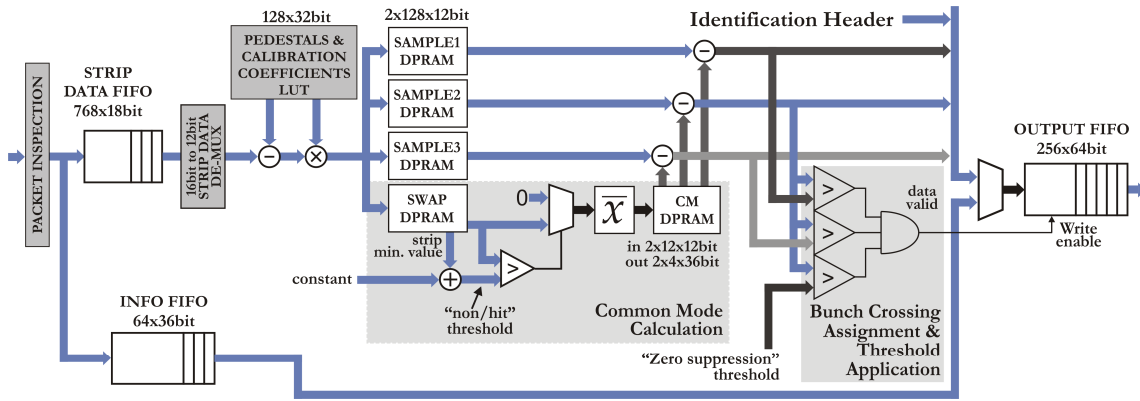 128x32bit
2x128x12bit
Identification Header
PEDESTALS &
CALIBRATION
COEFFICIENTS
LUT
SAMPLE1
DPRAM
PACKET INSPECTION
STRIP
DATA FIFO
768x18bit
16bit to 12bit
STRIP DATA
DE-MUX
SAMPLE2
DPRAM
SAMPLE3
DPRAM
OUTPUT FIFO
256x64bit
SWAP
DPRAM
0
x
CM
DPRAM
data
valid
strip
min. value
in 2x12x12bit
out 2x4x36bit
Write
enable
constant
"non/hit"
threshold
Common Mode
Calculation
Bunch Crossing
Assignment &
Threshold
Application
"Zero suppression"
threshold
INFO FIFO
64x36bit